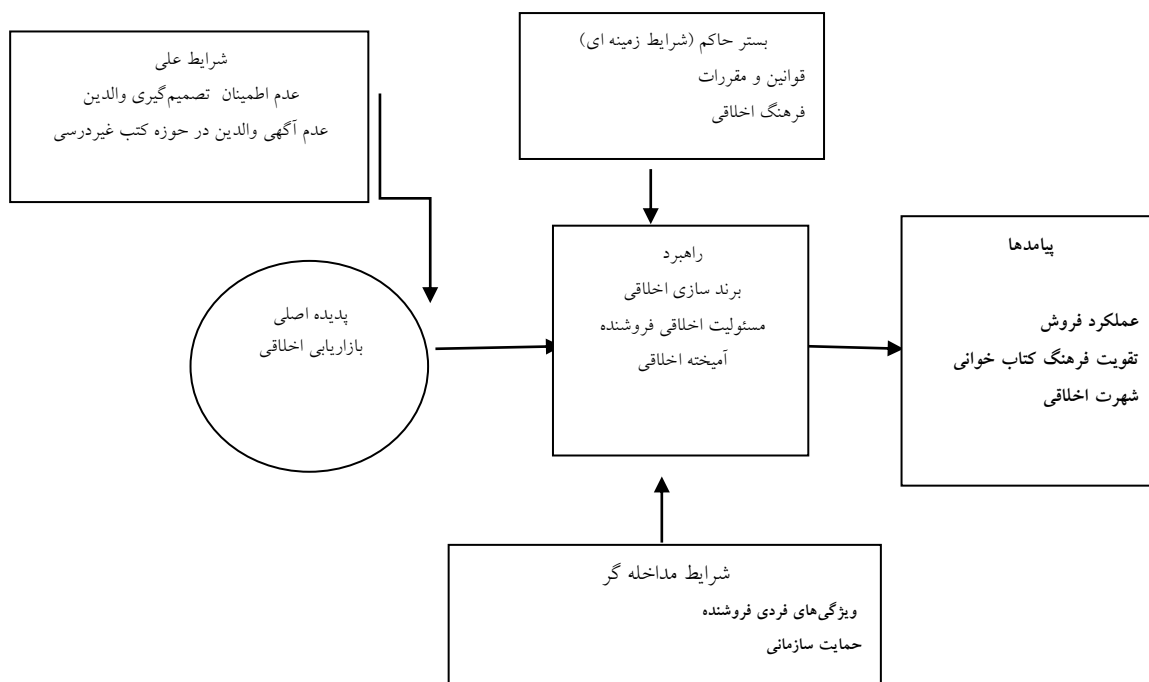 بستر حاکم (شرایط زمینه ای)
قوانین و مقررات
فرهنگ اخلاقی
شرایط علی
عدم اطمینان تصمیم‌گیری والدین
عدم آگهی والدین در حوزه کتب غیردرسی
پدیده اصلی
بازاریابی اخلاقی
راهبرد
برند سازی اخلاقی
مسئولیت اخلاقی فروشنده
آمیخته اخلاقی
پیامدها
عملکرد فروش
تقویت فرهنگ کتاب خوانی
شهرت اخلاقی
شرایط مداخله گر
ویژگی‌های فردی فروشنده
حمایت سازمانی